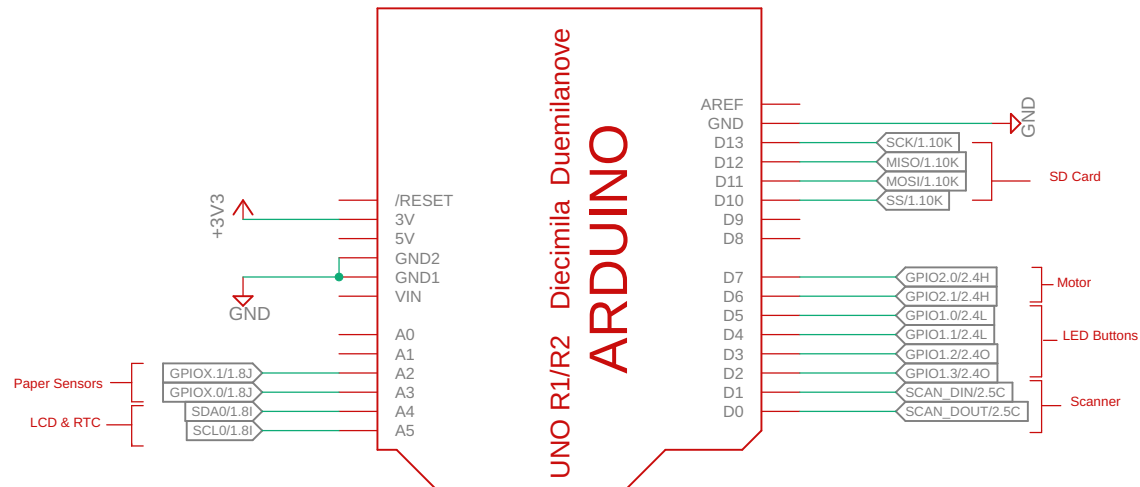 +3V3
GND
Paper Sensors
LCD & RTC
GPIOX.1/1.8J
GPIOX.0/1.8J
SDA0/1.8I
SCL0/1.8I
/RESET
3V
5V
GND2
GND1
VIN
A0
A1
A2
A3
A4
A5
UNO R1/R2 Diecimila Duemilanove
ARDUINO
AREF
GND
D13
D12
D11
D10
D9
D8
D7
D6
D5
D4
D3
D2
D1
D0
GND
SCK/1.10K
MISO/1.10K
MOSI/1.10K
SS/1.10K
SD Card
GPIO2.0/2.4H
GPIO2.1/2.4H
GPIO1.0/2.4L
GPIO1.1/2.4L
GPIO1.2/2.4O
GPIO1.3/2.4O
SCAN_DIN/2.5C
SCAN_DOUT/2.5C
Motor
LED Buttons
Scanner